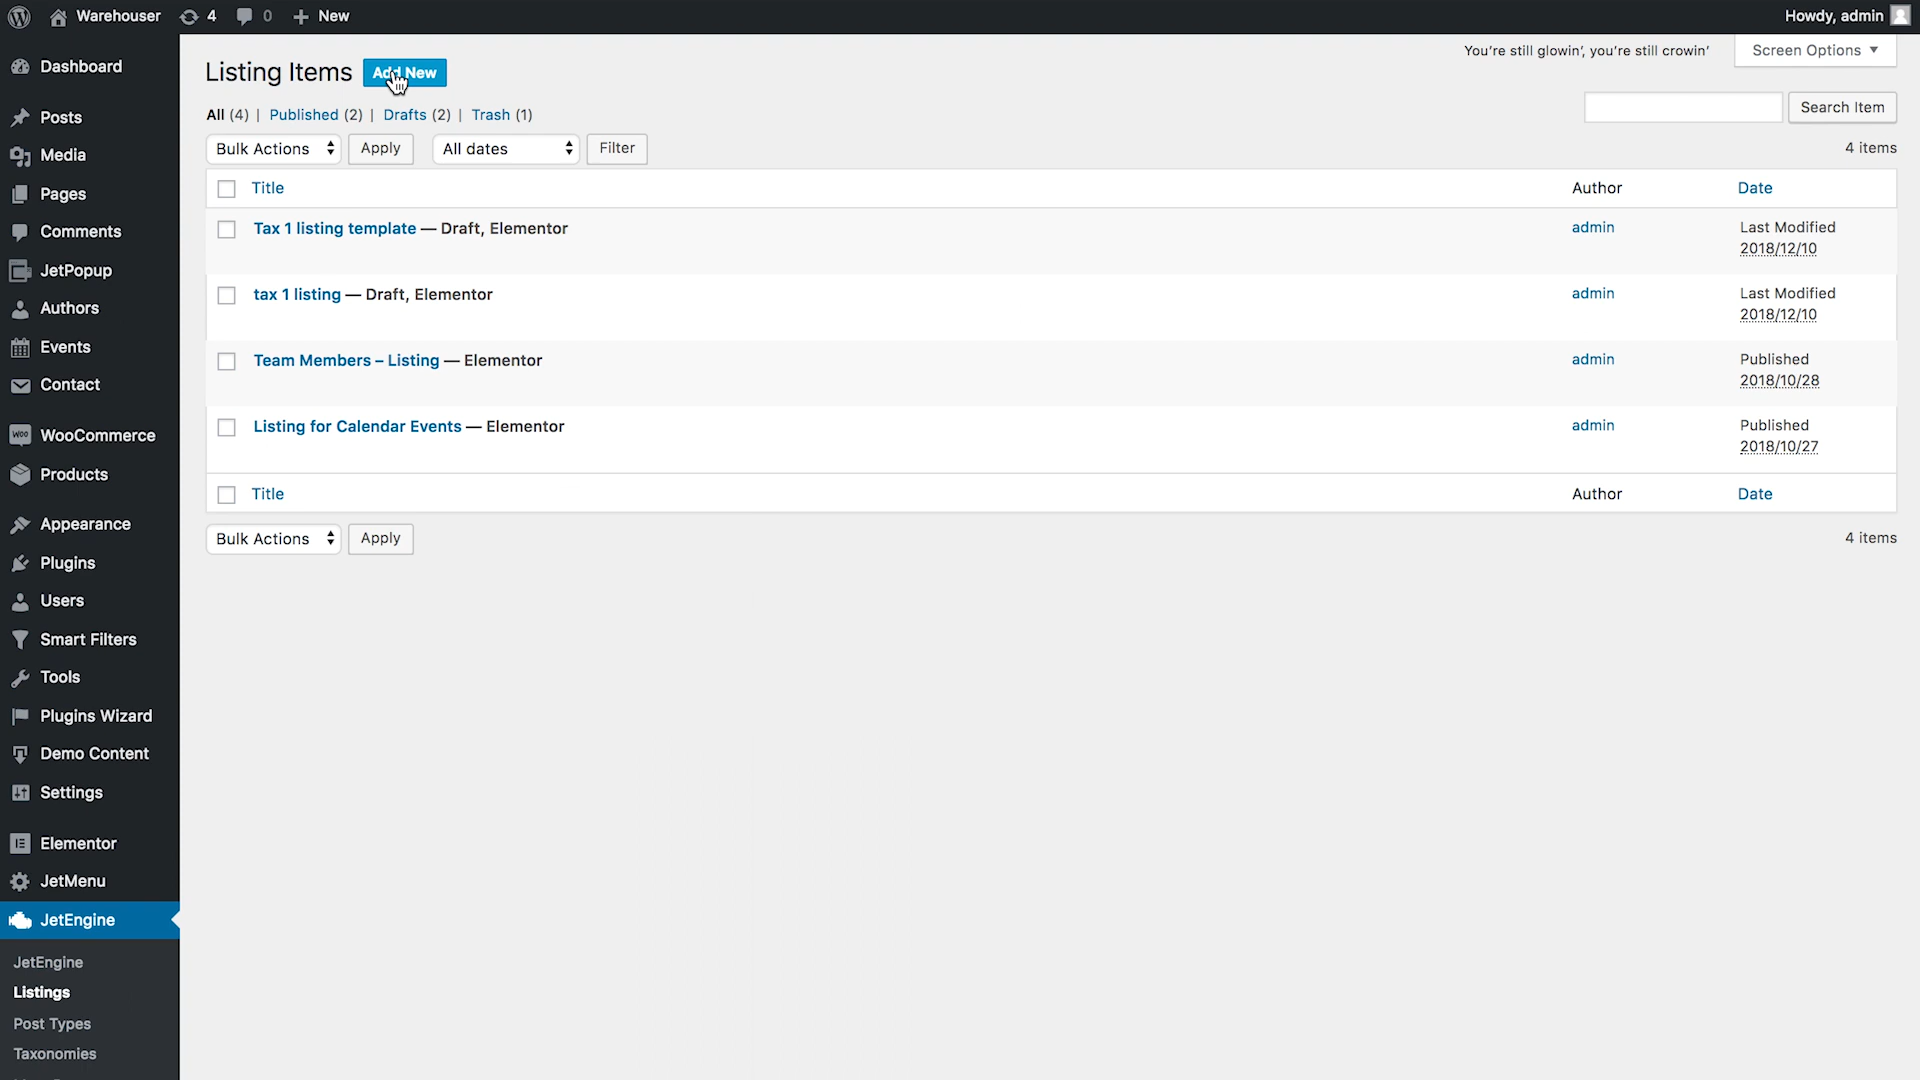 Warehouser 4 0 + New Howdy, admin
You're still glowin', you're still crowin' Screen Options ▼
Listing Items Add New
All (4) | Published (2) | Drafts (2) | Trash (1)
Search Item
Bulk Actions Apply All dates Filter 4 items
Title Author Date
Tax 1 listing template — Draft, Elementor admin Last Modified
2018/12/10
tax 1 listing — Draft, Elementor admin Last Modified
2018/12/10
Team Members – Listing — Elementor admin Published
2018/10/28
Listing for Calendar Events — Elementor admin Published
2018/10/27
Title Author Date
Bulk Actions Apply 4 items
Dashboard
Posts
Media
Pages
Comments
JetPopup
Authors
Events
Contact
WOO WooCommerce
Products
Appearance
Plugins
Users
Smart Filters
Tools
Plugins Wizard
Demo Content
Settings
Elementor
JetMenu
JetEngine
JetEngine
Listings
Post Types
Taxonomies